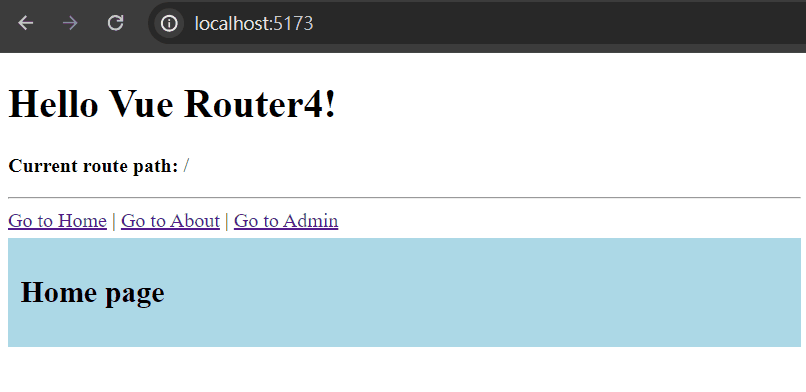 localhost:5173
Hello Vue Router4!
Current route path: /
Go to Home | Go to About | Go to Admin
Home page